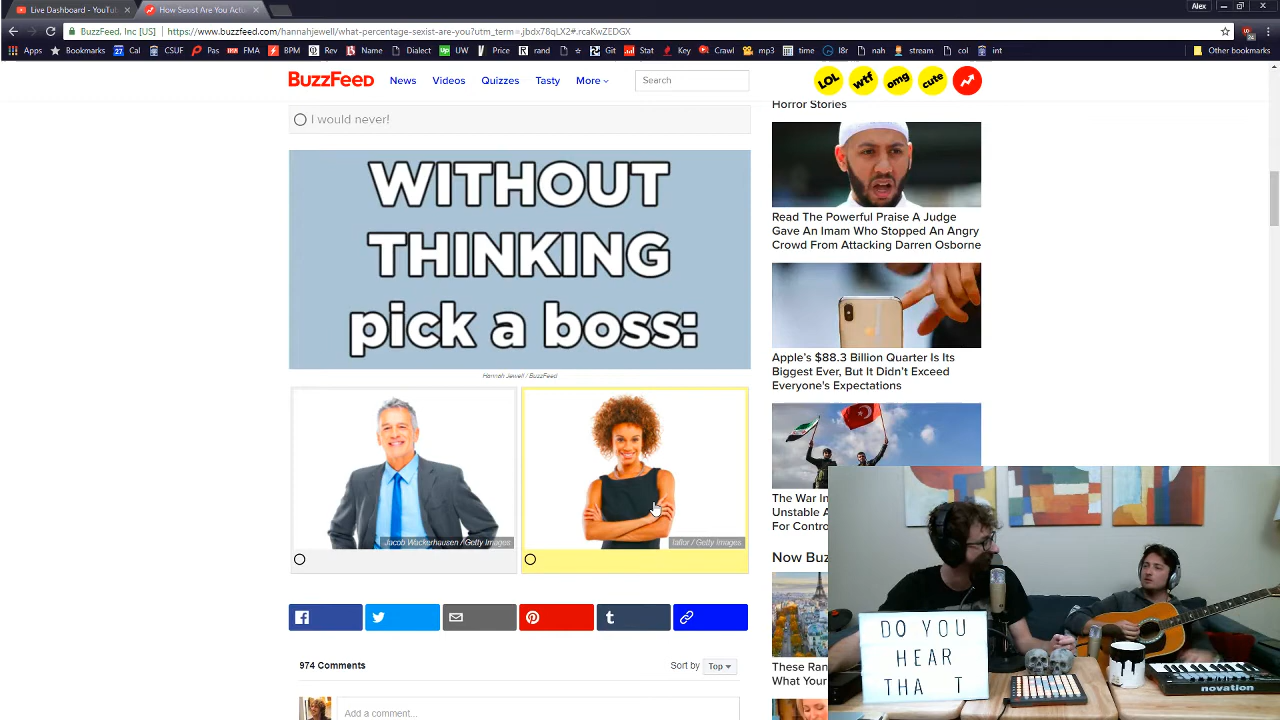 Live Dashboard - YouTub
How Sexist Are You Actu
Alex
BuzzFeed, Inc [US]
https://www.buzzfeed.com/hannahjewell/what-percentage-sexist-are-you?utm_term=.jbdx78qLX2#.rcaKwZEDG
Apps
Bookmarks
27 Cal
CSUF
Pas
FMA
BPM
Name
Dialect
UW
Price
rand
Git
Stat
Key
Crawl
mp3
time
l8r
nah
stream
col
int
Other bookmarks
BuzzFeed
News
Videos
Quizzes
Tasty
More
Search
LOL
wtf
omg
cute
I would never!
WITHOUT
THINKING
pick a boss:
Hannah Jewell / BuzzFeed
Jacob Wackerhausen / Getty Images
Iallor / Getty Images
974 Comments
Sort by
Top
Add a comment...
Horror Stories
Read The Powerful Praise A Judge
Gave An Imam Who Stopped An Angry
Crowd From Attacking Darren Osborne
Apple's $88.3 Billion Quarter Is Its
Biggest Ever, But It Didn't Exceed
Everyone's Expectations
The War In
Unstable A
For Contro
Now Buz
These Ran
What Your
DO YOU
HEAR
THA T
novation